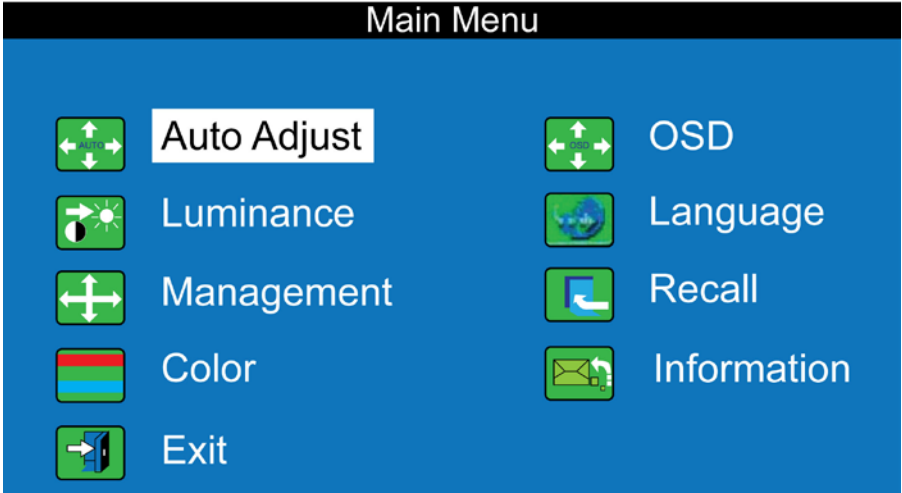 Main Menu
AUTO
Auto Adjust
OSD
OSD
Luminance
Language
Management
Recall
Color
Information
Exit